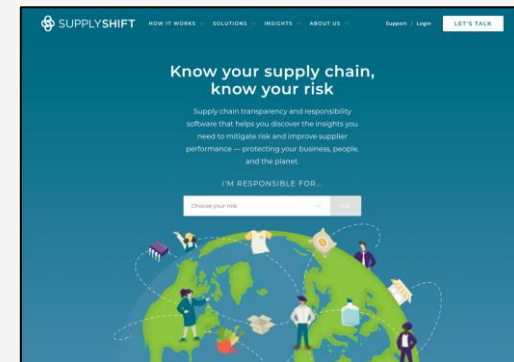 SUPPLYSHIFT HOW IT WORKS SOLUTIONS INSIGHTS ABOUT US Support / Login LET'S TALK
Know your supply chain,
know your risk
Supply chain transparency and responsibility
software that helps you discover the insights you
need to mitigate risk and improve supplier
performance — protecting your business, people,
and the planet.
I'M RESPONSIBLE FOR...
Choose your role